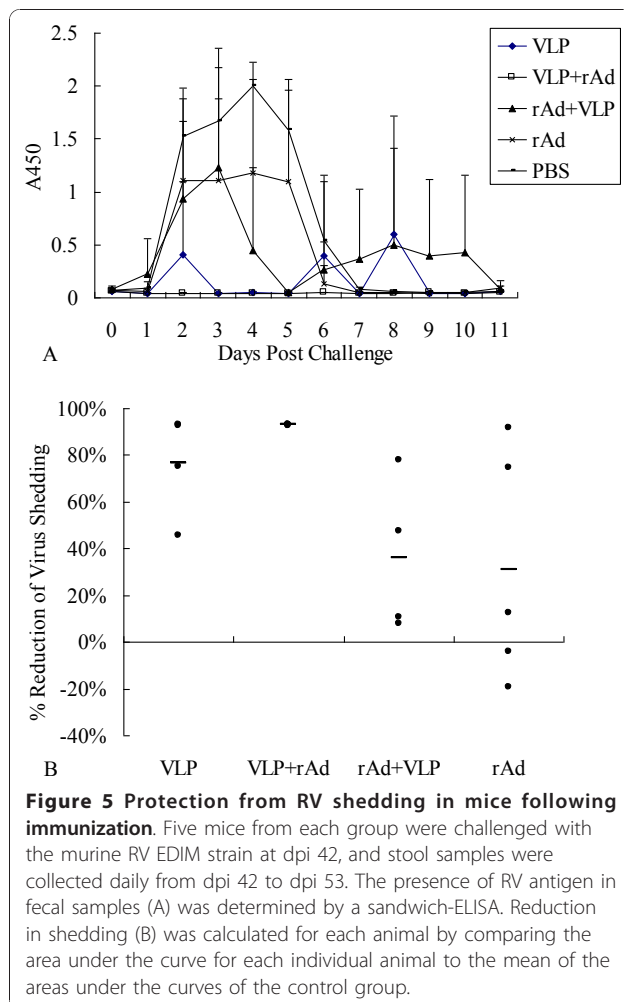 2.5
2
1.5
1
0.5
0
A450
0 1 2 3 4 5 6 7 8 9 10 11
A
Days Post Challenge
VLP
VLP+rAd
rAd+VLP
rAd
PBS
100%
80%
60%
40%
20%
0%
-20%
-40%
% Reduction of Virus Shedding
B
VLP VLP+rAd rAd+VLP rAd
Figure 5 Protection from RV shedding in mice following
immunization. Five mice from each group were challenged with
the murine RV EDIM strain at dpi 42, and stool samples were
collected daily from dpi 42 to dpi 53. The presence of RV antigen in
fecal samples (A) was determined by a sandwich-ELISA. Reduction
in shedding (B) was calculated for each animal by comparing the
area under the curve for each individual animal to the mean of the
areas under the curves of the control group.